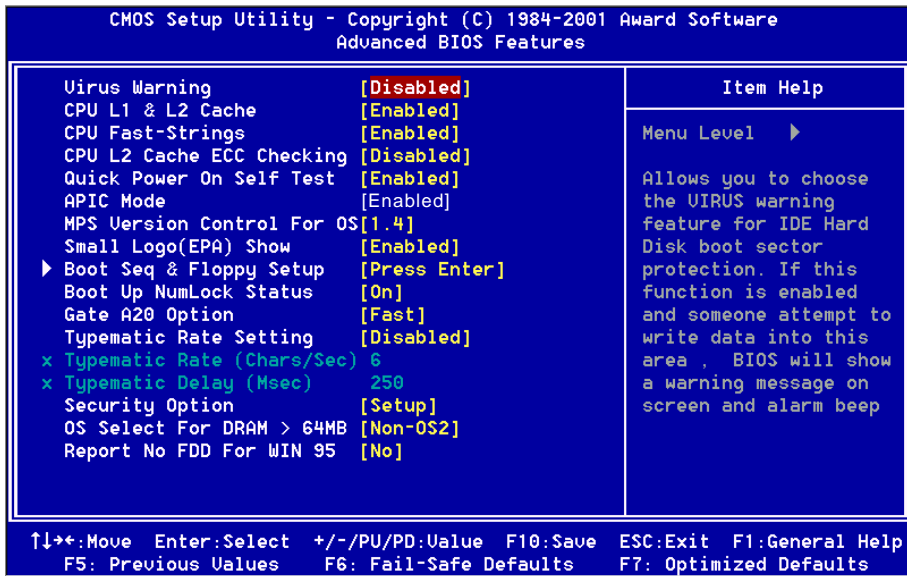 CMOS Setup Utility - Copyright (C) 1984-2001 Award Software
Advanced BIOS Features
Virus Warning [Disabled]
CPU L1 & L2 Cache [Enabled]
CPU Fast-Strings [Enabled]
CPU L2 Cache ECC Checking [Disabled]
Quick Power On Self Test [Enabled]
APIC Mode [Enabled]
MPS Version Control For OS[1.4]
Small Logo(EPA) Show [Enabled]
Boot Seq & Floppy Setup [Press Enter]
Boot Up NumLock Status [On]
Gate A20 Option [Fast]
Typematic Rate Setting [Disabled]
x Typematic Rate (Chars/Sec) 6
x Typematic Delay (Msec) 250
Security Option [Setup]
OS Select For DRAM > 64MB [Non-OS2]
Report No FDD For WIN 95 [No]
Item Help
Menu Level
Allows you to choose
the VIRUS warning
feature for IDE Hard
Disk boot sector
protection. If this
function is enabled
and someone attempt to
write data into this
area , BIOS will show
a warning message on
screen and alarm beep
↑↓→←:Move Enter:Select +/-/PU/PD:Value F10:Save ESC:Exit F1:General Help
F5: Previous Values F6: Fail-Safe Defaults F7: Optimized Defaults